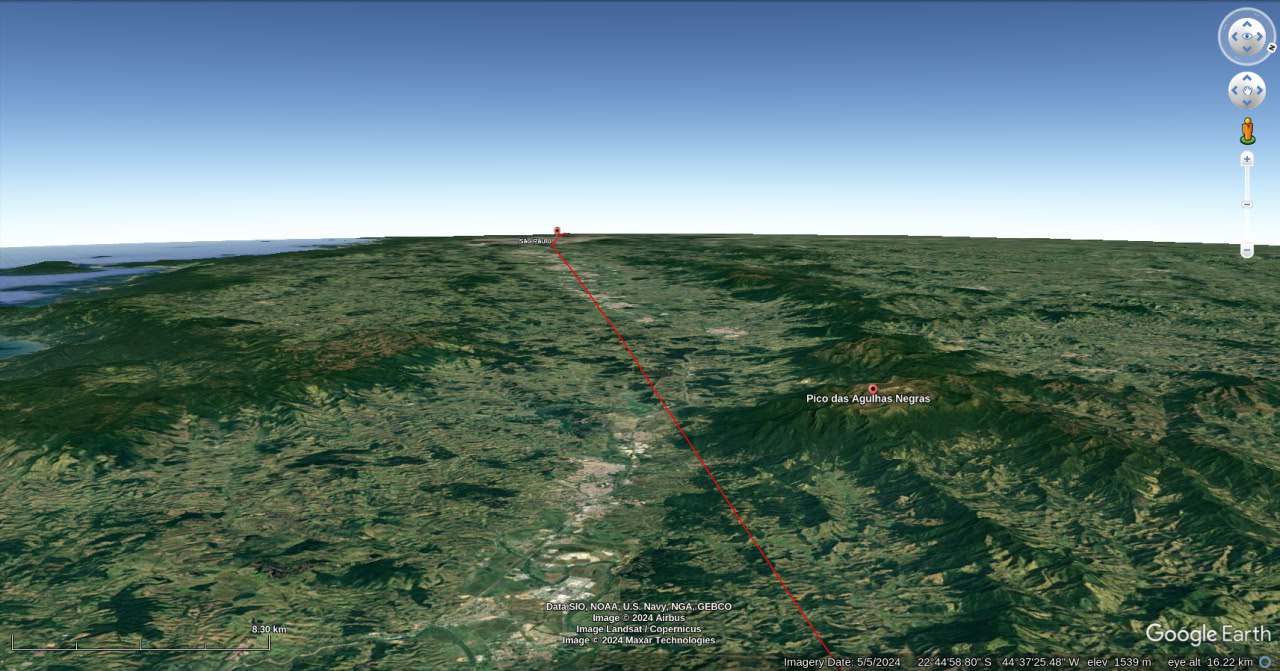 N
São Paulo
Pico das Agulhas Negras
Data SIO, NOAA, U.S. Navy, NGA, GEBCO
Image © 2024 Airbus
Image Landsat / Copernicus
Image © 2024 Maxar Technologies
8.30 km
Google Earth
Imagery Date: 5/5/2024 22°44'58.80" S 44°37'25.48" W elev 1539 m eye alt 16.22 km